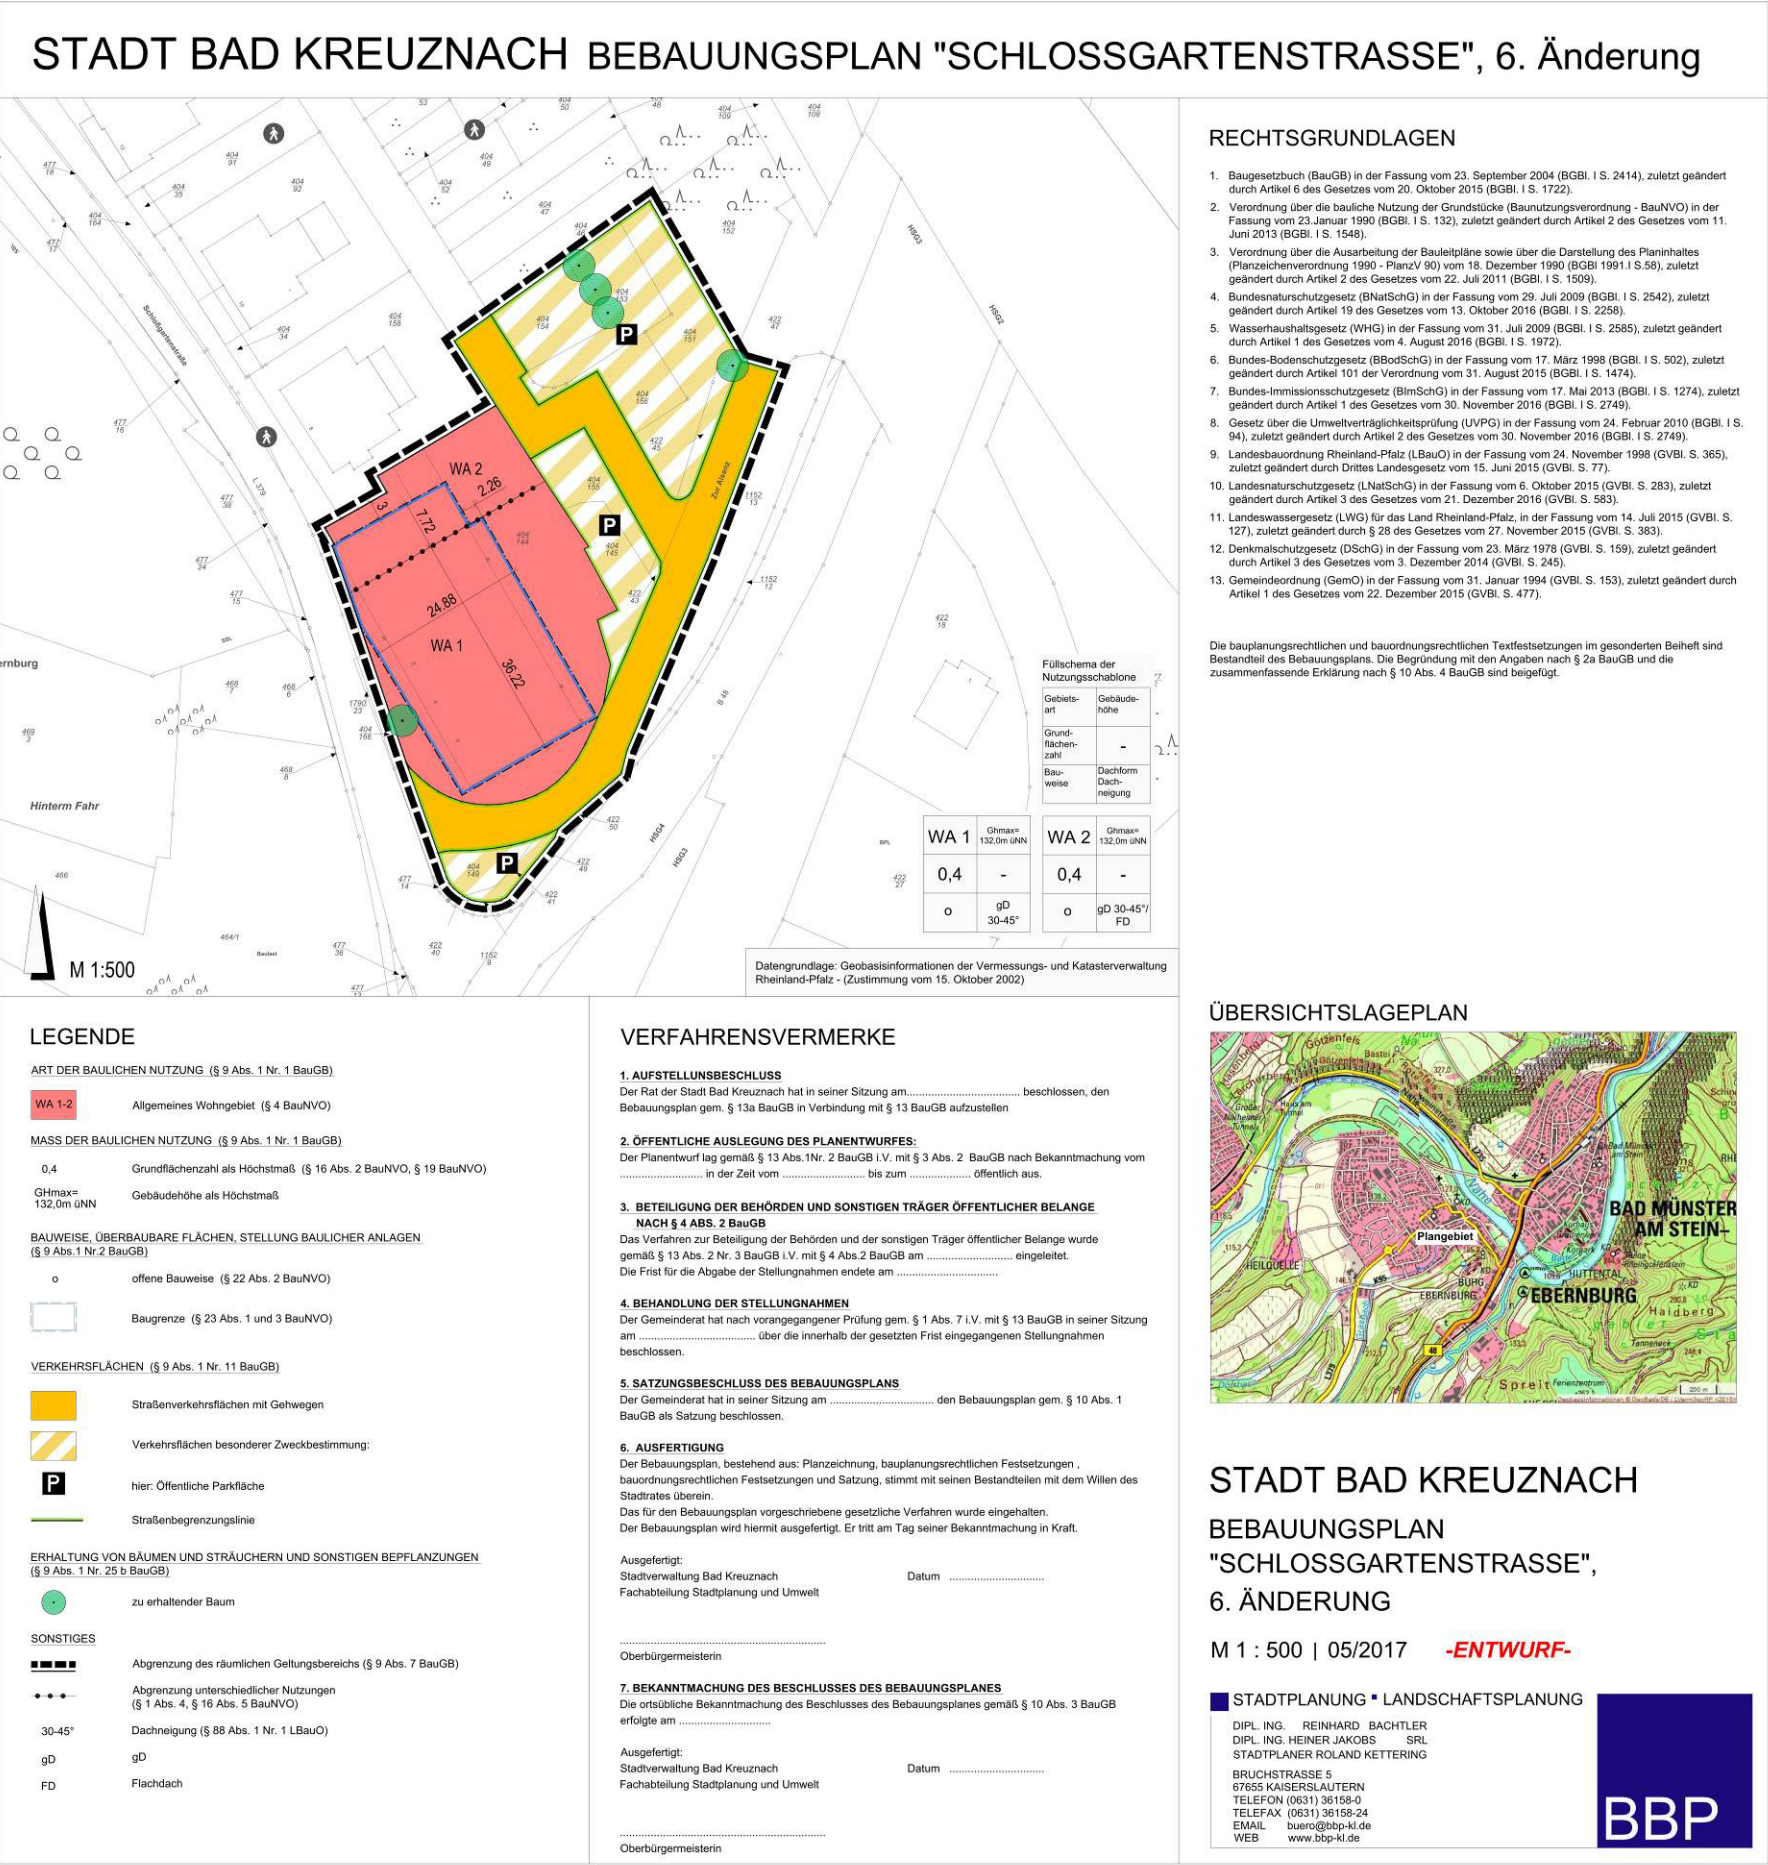 STADT BAD KREUZNACH BEBAUUNGSPLAN "SCHLOSSGARTENSTRASSE", 6. Änderung
WA 2
2.26
3
7.72
24.88
WA 1
36.22
P
P
P
Schloßgartenstraße
Zur Alsenz
L 379
B 48
HSG3
HSG2
HSG4
HSG3
ernburg
Hinterm Fahr
M 1:500
Füllschema der
Nutzungsschablone
Gebiets-
art
Gebäude-
höhe
Grund-
flächen-
zahl
-
Bau-
weise
Dachform
Dach-
neigung
WA 1
Ghmax=
132,0m üNN
0,4
-
o
gD
30-45°
WA 2
Ghmax=
132,0m üNN
0,4
-
o
gD 30-45°/
FD
Datengrundlage: Geobasisinformationen der Vermessungs- und Katasterverwaltung
Rheinland-Pfalz - (Zustimmung vom 15. Oktober 2002)
RECHTSGRUNDLAGEN
1. Baugesetzbuch (BauGB) in der Fassung vom 23. September 2004 (BGBl. I S. 2414), zuletzt geändert
durch Artikel 6 des Gesetzes vom 20. Oktober 2015 (BGBl. I S. 1722).
2. Verordnung über die bauliche Nutzung der Grundstücke (Baunutzungsverordnung - BauNVO) in der
Fassung vom 23.Januar 1990 (BGBl. I S. 132), zuletzt geändert durch Artikel 2 des Gesetzes vom 11.
Juni 2013 (BGBl. I S. 1548).
3. Verordnung über die Ausarbeitung der Bauleitpläne sowie über die Darstellung des Planinhaltes
(Planzeichenverordnung 1990 - PlanzV 90) vom 18. Dezember 1990 (BGBl 1991.I S.58), zuletzt
geändert durch Artikel 2 des Gesetzes vom 22. Juli 2011 (BGBl. I S. 1509).
4. Bundesnaturschutzgesetz (BNatSchG) in der Fassung vom 29. Juli 2009 (BGBl. I S. 2542), zuletzt
geändert durch Artikel 19 des Gesetzes vom 13. Oktober 2016 (BGBl. I S. 2258).
5. Wasserhaushaltsgesetz (WHG) in der Fassung vom 31. Juli 2009 (BGBl. I S. 2585), zuletzt geändert
durch Artikel 1 des Gesetzes vom 4. August 2016 (BGBl. I S. 1972).
6. Bundes-Bodenschutzgesetz (BBodSchG) in der Fassung vom 17. März 1998 (BGBl. I S. 502), zuletzt
geändert durch Artikel 101 der Verordnung vom 31. August 2015 (BGBl. I S. 1474).
7. Bundes-Immissionsschutzgesetz (BImSchG) in der Fassung vom 17. Mai 2013 (BGBl. I S. 1274), zuletzt
geändert durch Artikel 1 des Gesetzes vom 30. November 2016 (BGBl. I S. 2749).
8. Gesetz über die Umweltverträglichkeitsprüfung (UVPG) in der Fassung vom 24. Februar 2010 (BGBl. I S.
94), zuletzt geändert durch Artikel 2 des Gesetzes vom 30. November 2016 (BGBl. I S. 2749).
9. Landesbauordnung Rheinland-Pfalz (LBauO) in der Fassung vom 24. November 1998 (GVBl. S. 365),
zuletzt geändert durch Drittes Landesgesetz vom 15. Juni 2015 (GVBl. S. 77).
10. Landesnaturschutzgesetz (LNatSchG) in der Fassung vom 6. Oktober 2015 (GVBl. S. 283), zuletzt
geändert durch Artikel 3 des Gesetzes vom 21. Dezember 2016 (GVBl. S. 583).
11. Landeswassergesetz (LWG) für das Land Rheinland-Pfalz, in der Fassung vom 14. Juli 2015 (GVBl. S.
127), zuletzt geändert durch § 28 des Gesetzes vom 27. November 2015 (GVBl. S. 383).
12. Denkmalschutzgesetz (DSchG) in der Fassung vom 23. März 1978 (GVBl. S. 159), zuletzt geändert
durch Artikel 3 des Gesetzes vom 3. Dezember 2014 (GVBl. S. 245).
13. Gemeindeordnung (GemO) in der Fassung vom 31. Januar 1994 (GVBl. S. 153), zuletzt geändert durch
Artikel 1 des Gesetzes vom 22. Dezember 2015 (GVBl. S. 477).
Die bauplanungsrechtlichen und bauordnungsrechtlichen Textfestsetzungen im gesonderten Beiheft sind
Bestandteil des Bebauungsplans. Die Begründung mit den Angaben nach § 2a BauGB und die
zusammenfassende Erklärung nach § 10 Abs. 4 BauGB sind beigefügt.
LEGENDE
ART DER BAULICHEN NUTZUNG (§ 9 Abs. 1 Nr. 1 BauGB)
WA 1-2 Allgemeines Wohngebiet (§ 4 BauNVO)
MASS DER BAULICHEN NUTZUNG (§ 9 Abs. 1 Nr. 1 BauGB)
0,4 Grundflächenzahl als Höchstmaß (§ 16 Abs. 2 BauNVO, § 19 BauNVO)
GHmax=
132,0m üNN Gebäudehöhe als Höchstmaß
BAUWEISE, ÜBERBAUBARE FLÄCHEN, STELLUNG BAULICHER ANLAGEN
(§ 9 Abs.1 Nr.2 BauGB)
o offene Bauweise (§ 22 Abs. 2 BauNVO)
Baugrenze (§ 23 Abs. 1 und 3 BauNVO)
VERKEHRSFLÄCHEN (§ 9 Abs. 1 Nr. 11 BauGB)
Straßenverkehrsflächen mit Gehwegen
Verkehrsflächen besonderer Zweckbestimmung:
P hier: Öffentliche Parkfläche
Straßenbegrenzungslinie
ERHALTUNG VON BÄUMEN UND STRÄUCHERN UND SONSTIGEN BEPFLANZUNGEN
(§ 9 Abs. 1 Nr. 25 b BauGB)
zu erhaltender Baum
SONSTIGES
Abgrenzung des räumlichen Geltungsbereichs (§ 9 Abs. 7 BauGB)
Abgrenzung unterschiedlicher Nutzungen
(§ 1 Abs. 4, § 16 Abs. 5 BauNVO)
30-45° Dachneigung (§ 88 Abs. 1 Nr. 1 LBauO)
gD gD
FD Flachdach
VERFAHRENSVERMERKE
1. AUFSTELLUNGSBESCHLUSS
Der Rat der Stadt Bad Kreuznach hat in seiner Sitzung am..................................... beschlossen, den
Bebauungsplan gem. § 13a BauGB in Verbindung mit § 13 BauGB aufzustellen
2. ÖFFENTLICHE AUSLEGUNG DES PLANENTWURFES:
Der Planentwurf lag gemäß § 13 Abs.1Nr. 2 BauGB i.V. mit § 3 Abs. 2 BauGB nach Bekanntmachung vom
........................... in der Zeit vom ........................... bis zum .................... öffentlich aus.
3. BETEILIGUNG DER BEHÖRDEN UND SONSTIGEN TRÄGER ÖFFENTLICHER BELANGE
NACH § 4 ABS. 2 BauGB
Das Verfahren zur Beteiligung der Behörden und der sonstigen Träger öffentlicher Belange wurde
gemäß § 13 Abs. 2 Nr. 3 BauGB i.V. mit § 4 Abs.2 BauGB am ............................ eingeleitet.
Die Frist für die Abgabe der Stellungnahmen endete am .................................
4. BEHANDLUNG DER STELLUNGNAHMEN
Der Gemeinderat hat nach vorangegangener Prüfung gem. § 1 Abs. 7 i.V. mit § 13 BauGB in seiner Sitzung
am ...................................... über die innerhalb der gesetzten Frist eingegangenen Stellungnahmen
beschlossen.
5. SATZUNGSBESCHLUSS DES BEBAUUNGSPLANS
Der Gemeinderat hat in seiner Sitzung am .................................. den Bebauungsplan gem. § 10 Abs. 1
BauGB als Satzung beschlossen.
6. AUSFERTIGUNG
Der Bebauungsplan, bestehend aus: Planzeichnung, bauplanungsrechtlichen Festsetzungen ,
bauordnungsrechtlichen Festsetzungen und Satzung, stimmt mit seinen Bestandteilen mit dem Willen des
Stadtrates überein.
Das für den Bebauungsplan vorgeschriebene gesetzliche Verfahren wurde eingehalten.
Der Bebauungsplan wird hiermit ausgefertigt. Er tritt am Tag seiner Bekanntmachung in Kraft.
Ausgefertigt:
Stadtverwaltung Bad Kreuznach Datum ...............................
Fachabteilung Stadtplanung und Umwelt
...................................................................
Oberbürgermeisterin
7. BEKANNTMACHUNG DES BESCHLUSSES DES BEBAUUNGSPLANES
Die ortsübliche Bekanntmachung des Beschlusses des Bebauungsplanes gemäß § 10 Abs. 3 BauGB
erfolgte am ..............................
Ausgefertigt:
Stadtverwaltung Bad Kreuznach Datum ...............................
Fachabteilung Stadtplanung und Umwelt
...................................................................
Oberbürgermeisterin
ÜBERSICHTSLAGEPLAN
Götzenfels
Bastei
Nahe
Plangebiet
BAD MÜNSTER
AM STEIN-
HEILQUELLE
BURG
EBERNBURG
HUTTENTAL
EBERNBURG
Haidberg
48
Spreit
Ferienzentrum
200 m
STADT BAD KREUZNACH
BEBAUUNGSPLAN
"SCHLOSSGARTENSTRASSE",
6. ÄNDERUNG
M 1 : 500 | 05/2017 -ENTWURF-
STADTPLANUNG LANDSCHAFTSPLANUNG
DIPL. ING. REINHARD BACHTLER
DIPL. ING. HEINER JAKOBS SRL
STADTPLANER ROLAND KETTERING
BRUCHSTRASSE 5
67655 KAISERSLAUTERN
TELEFON (0631) 36158-0
TELEFAX (0631) 36158-24
EMAIL buero@bbp-kl.de
WEB www.bbp-kl.de
BBP